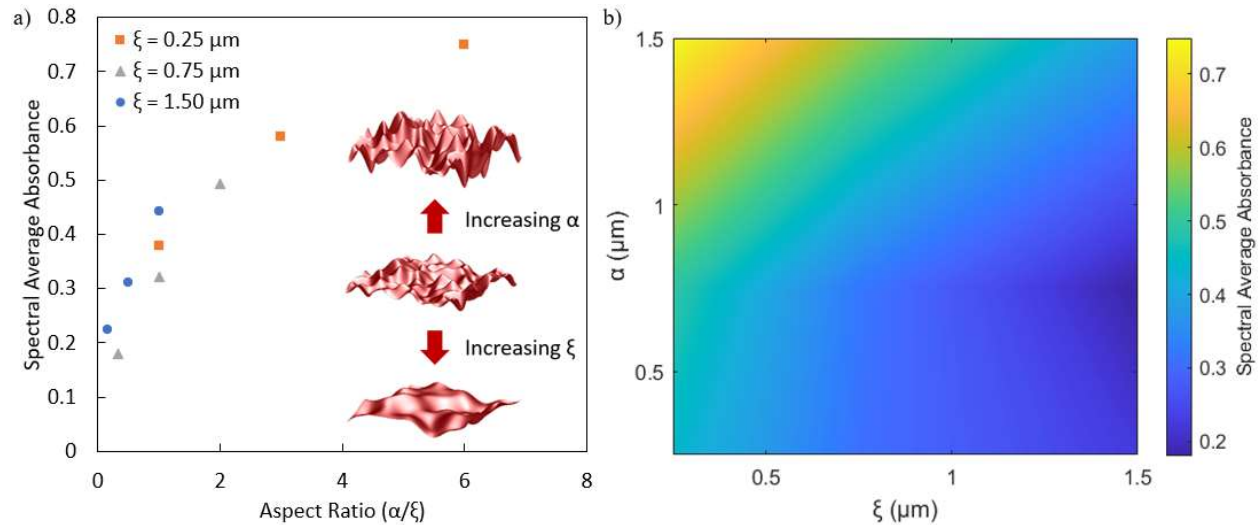 a)
0.8
0.7
0.6
0.5
0.4
0.3
0.2
0.1
0
Spectral Average Absorbance
ξ = 0.25 μm
ξ = 0.75 μm
ξ = 1.50 μm
Increasing α
Increasing ξ
0 2 4 6 8
Aspect Ratio (α/ξ)
b)
1.5
1
0.5
α (μm)
0.5 1 1.5
ξ (μm)
0.7
0.6
0.5
0.4
0.3
0.2
Spectral Average Absorbance